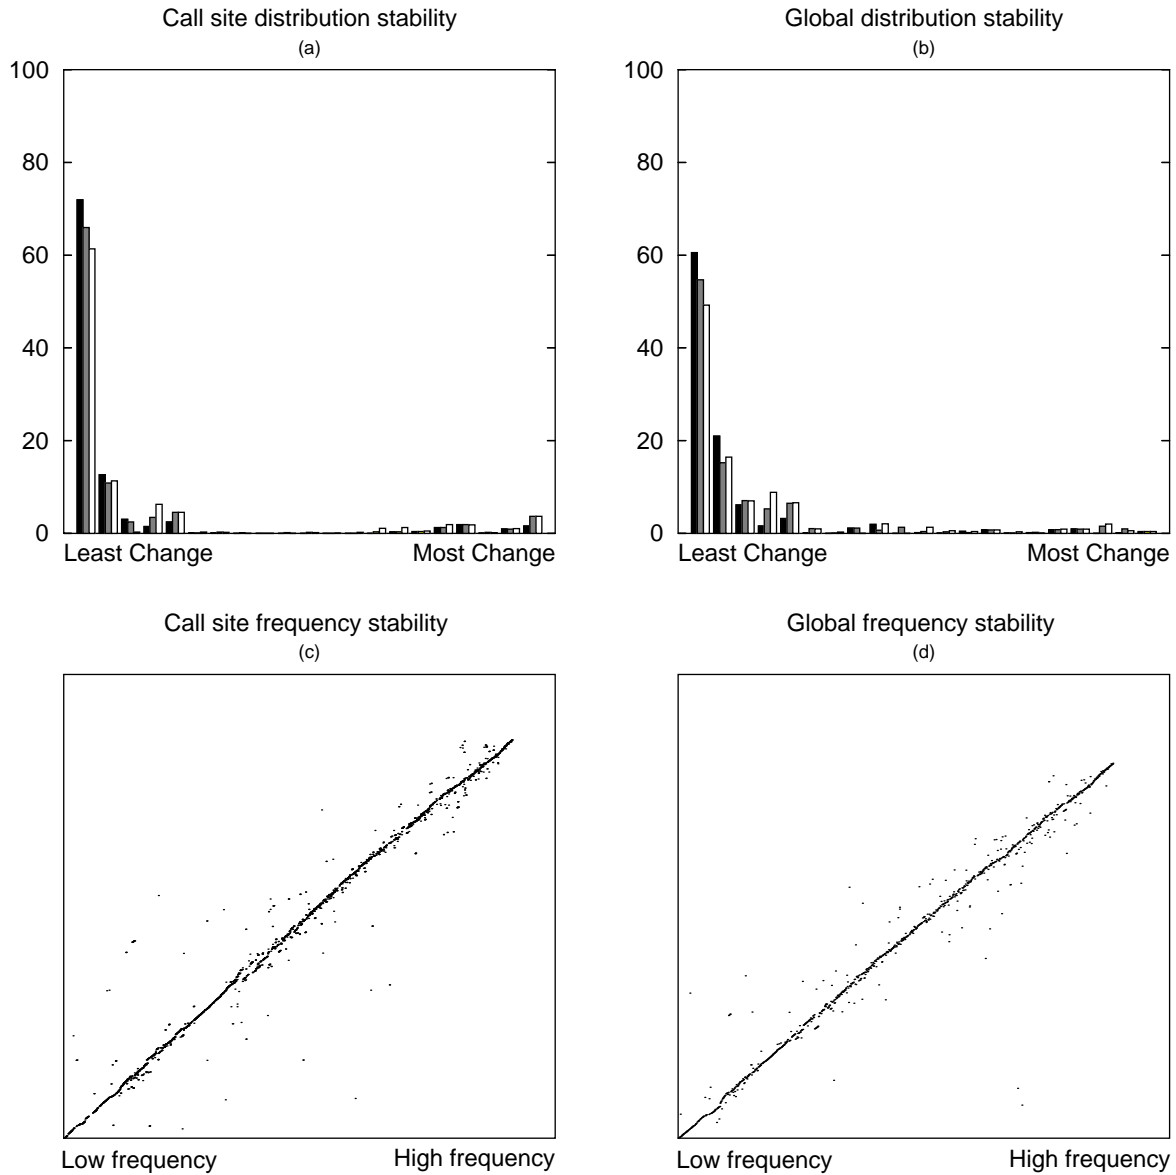 Call site distribution stability
(a)
100
80
60
40
20
0
Least Change Most Change
Global distribution stability
(b)
100
80
60
40
20
0
Least Change Most Change
Call site frequency stability
(c)
Low frequency High frequency
Global frequency stability
(d)
Low frequency High frequency